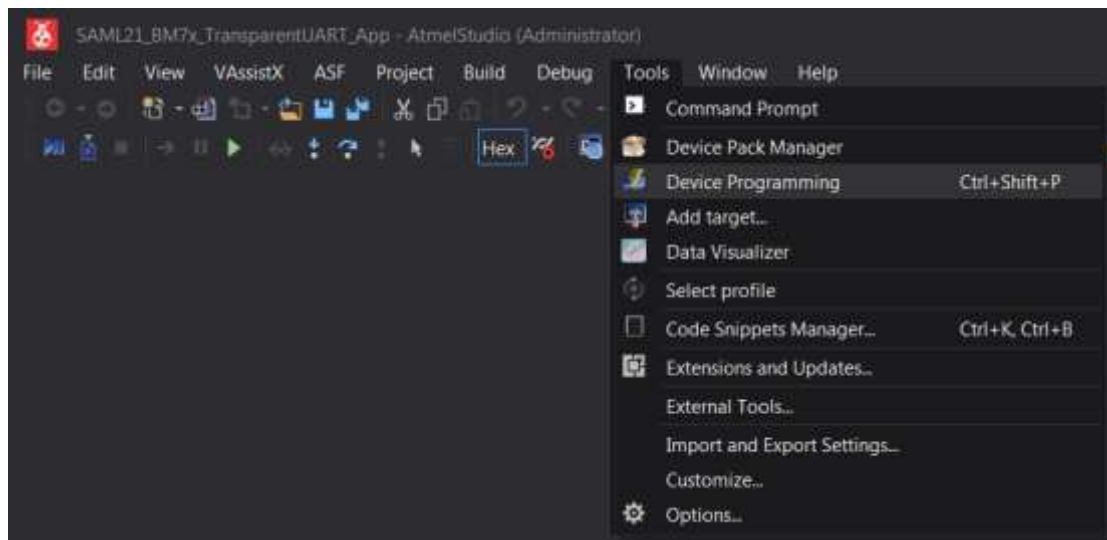 SAML21_BM7x_TransparentUART_App - AtmelStudio (Administrator)
File Edit View VAssistX ASF Project Build Debug Tools Window Help
Hex
Command Prompt
Device Pack Manager
Device Programming Ctrl+Shift+P
Add target...
Data Visualizer
Select profile
Code Snippets Manager... Ctrl+K, Ctrl+B
Extensions and Updates...
External Tools...
Import and Export Settings...
Customize...
Options...